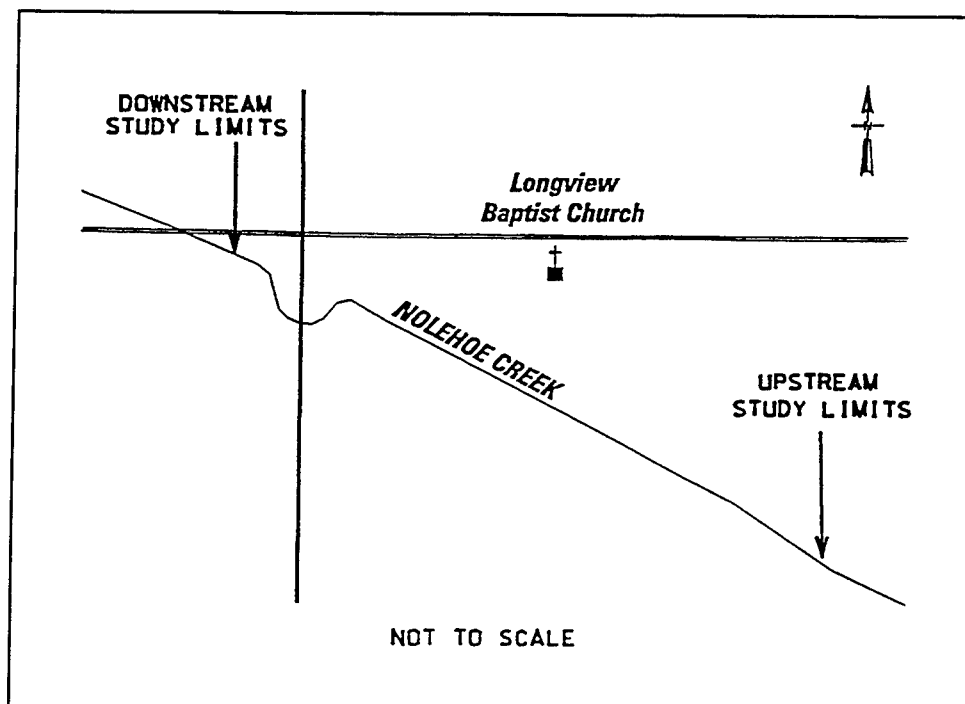 DOWNSTREAM
STUDY LIMITS
Longview
Baptist Church
NOLEHOE CREEK
UPSTREAM
STUDY LIMITS
NOT TO SCALE